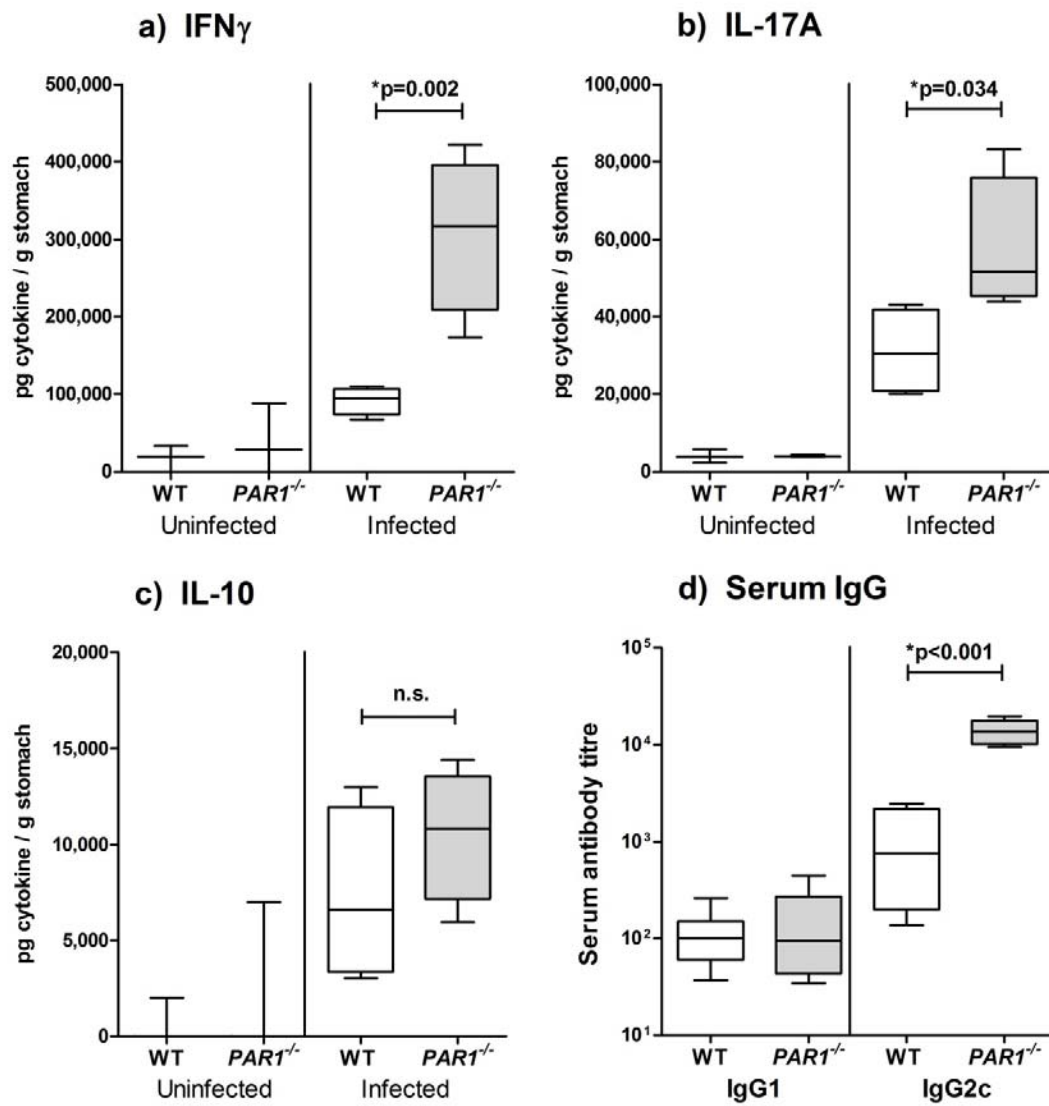 a) IFNγ
pg cytokine / g stomach
500,000
400,000
300,000
200,000
100,000
0
*p=0.002
WT
PAR1-/-
WT
PAR1-/-
Uninfected
Infected
b) IL-17A
pg cytokine / g stomach
100,000
80,000
60,000
40,000
20,000
0
*p=0.034
WT
PAR1-/-
WT
PAR1-/-
Uninfected
Infected
c) IL-10
pg cytokine / g stomach
20,000
15,000
10,000
5,000
0
n.s.
WT
PAR1-/-
WT
PAR1-/-
Uninfected
Infected
d) Serum IgG
Serum antibody titre
10^5
10^4
10^3
10^2
10^1
*p<0.001
WT
PAR1-/-
WT
PAR1-/-
IgG1
IgG2c